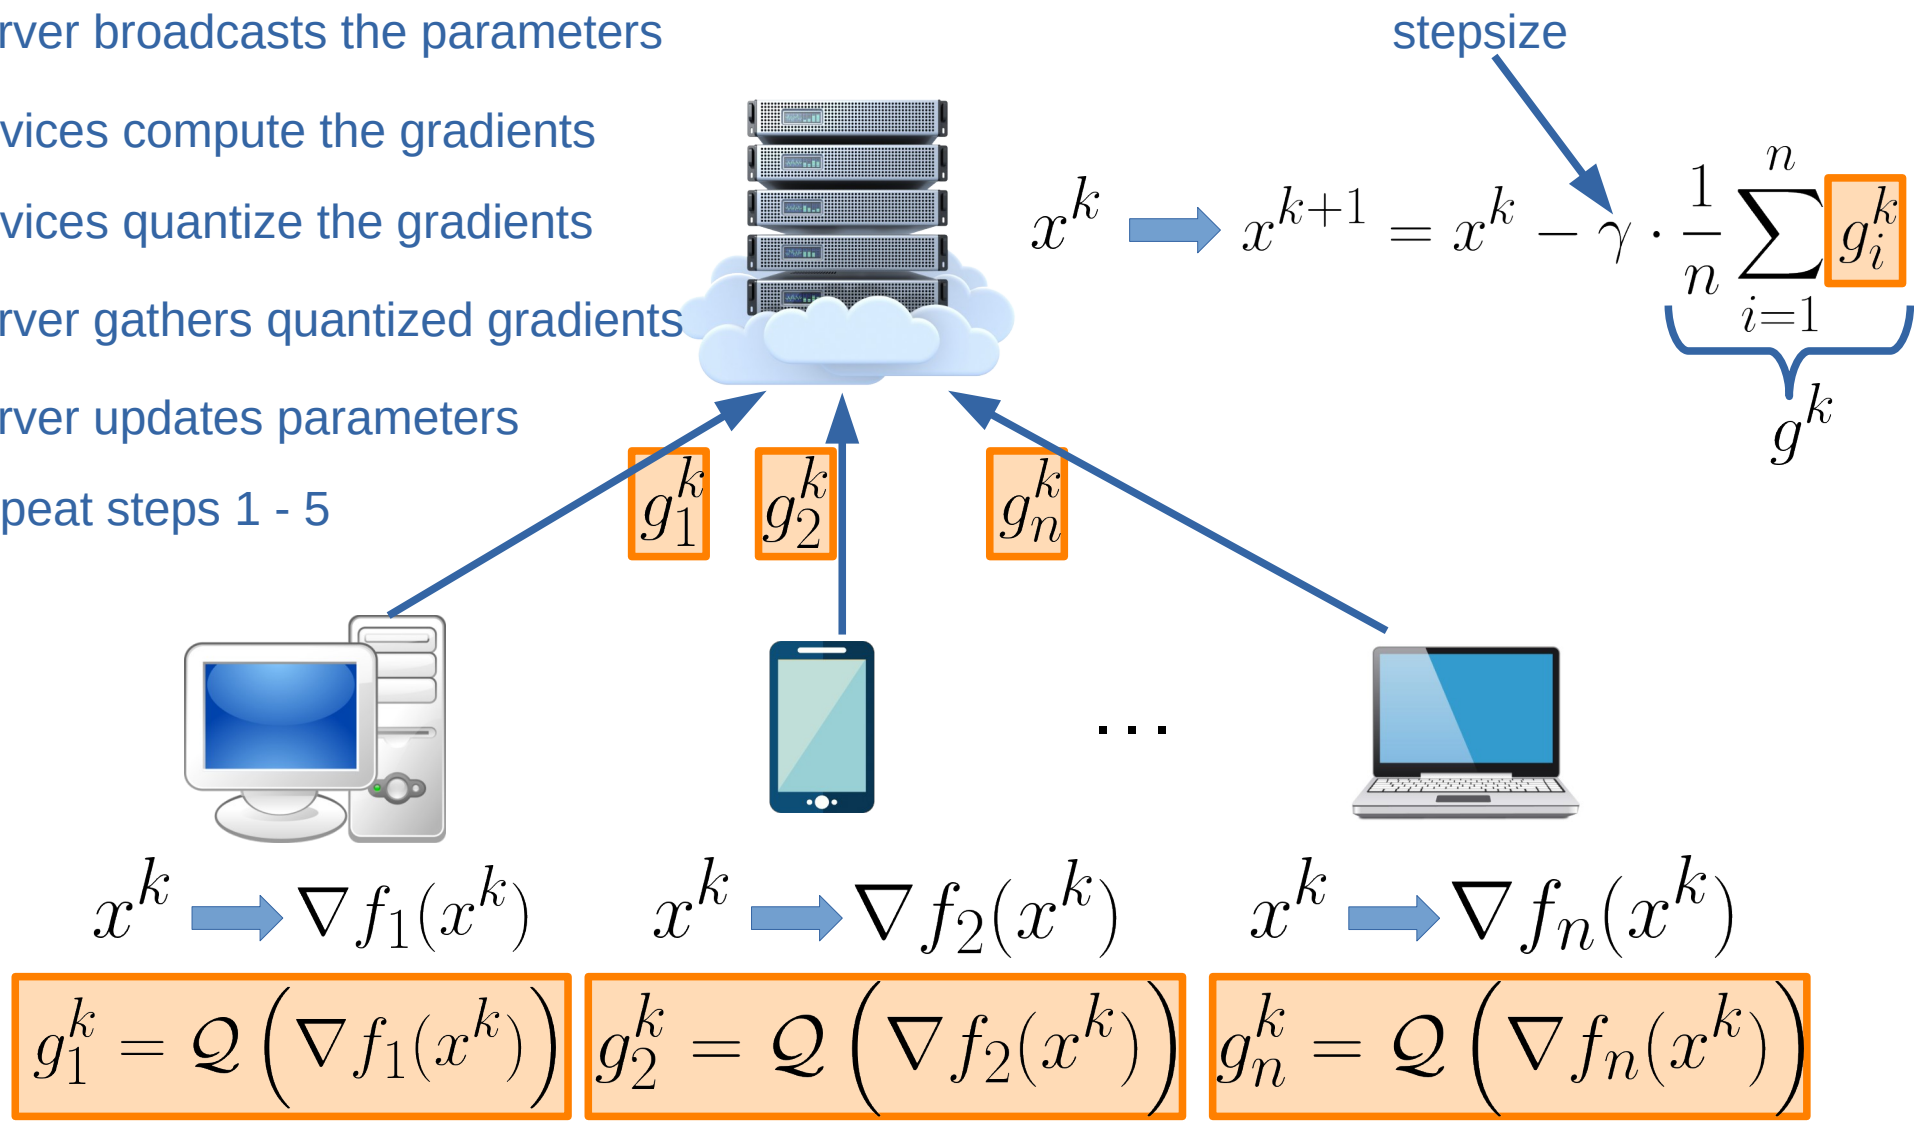 rver broadcasts the parameters
stepsize
vices compute the gradients
vices quantize the gradients
x^k x^{k+1} = x^k − γ · \frac{1}{n} \sum_{i=1}^{n} g_i^k
rver gathers quantized gradients
g^k
rver updates parameters
g_1^k g_2^k g_n^k
peat steps 1 - 5
...
x^k ∇f_1(x^k) x^k ∇f_2(x^k) x^k ∇f_n(x^k)
g_1^k = 𝒬(∇f_1(x^k)) g_2^k = 𝒬(∇f_2(x^k)) g_n^k = 𝒬(∇f_n(x^k))